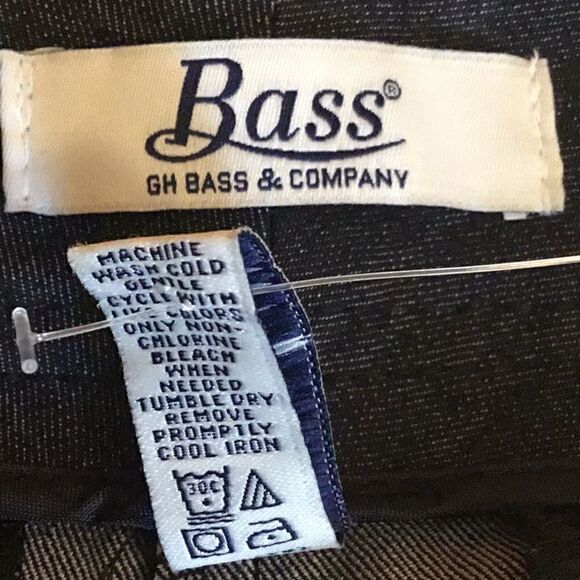 Bass®
GH BASS & COMPANY
MACHINE
WASH COLD
GENTLE
CYCLE WITH
LIKE COLORS
ONLY NON-
CHLORINE
BLEACH
WHEN
NEEDED
TUMBLE DRY
REMOVE
PROMPTLY
COOL IRON
30C